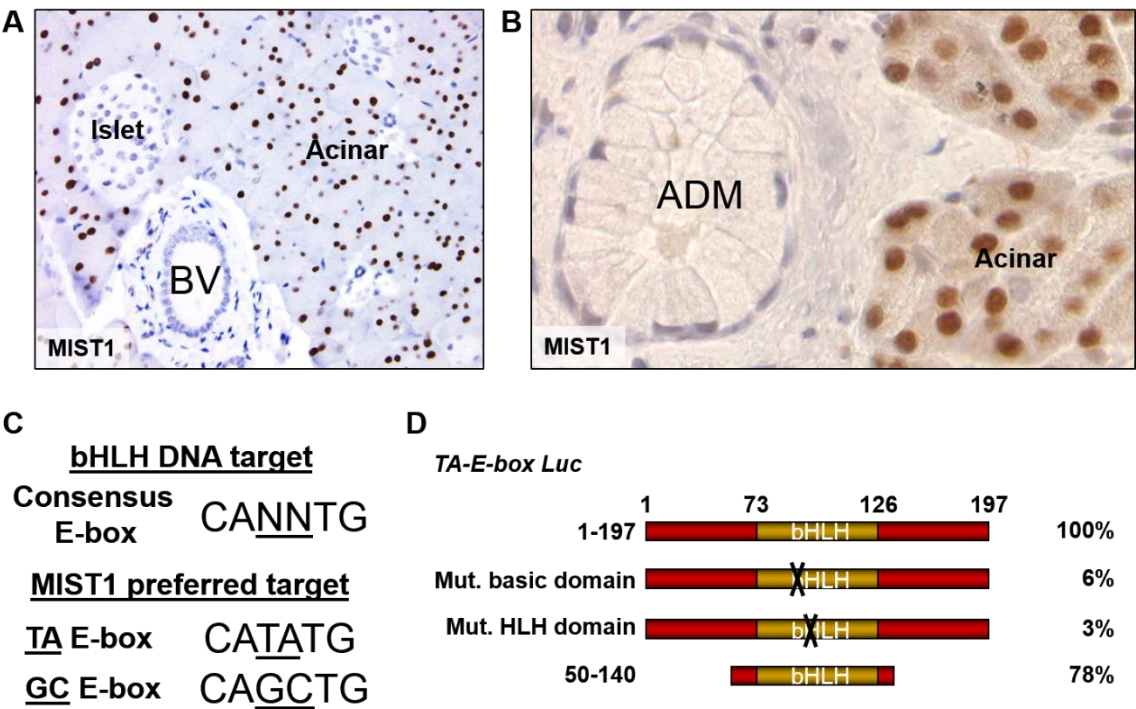 A
Islet
Acinar
BV
MIST1
B
ADM
Acinar
MIST1
C
bHLH DNA target
Consensus
E-box
CANNTG
MIST1 preferred target
TA E-box CATATG
GC E-box CAGCTG
D
TA-E-box Luc
1 73 126 197
1-197 bHLH 100%
Mut. basic domain bHLH 6%
Mut. HLH domain bHLH 3%
50-140 bHLH 78%